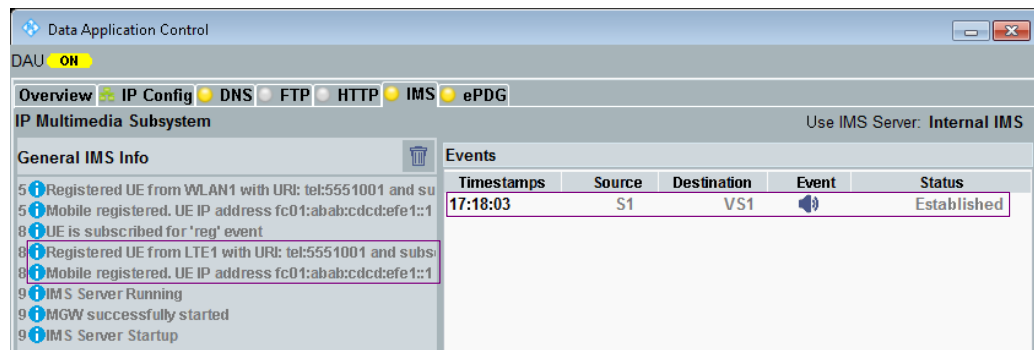 Data Application Control
DAU ON
Overview IP Config DNS FTP HTTP IMS ePDG
IP Multimedia Subsystem
Use IMS Server: Internal IMS
General IMS Info
5 Registered UE from WLAN1 with URI: tel:5551001 and su
5 Mobile registered. UE IP address fc01:abab:cdcd:efe1::1
8 UE is subscribed for 'reg' event
8 Registered UE from LTE1 with URI: tel:5551001 and subs
8 Mobile registered. UE IP address fc01:abab:cdcd:efe1::1
9 IMS Server Running
9 MGW successfully started
9 IMS Server Startup
Events
Timestamps Source Destination Event Status
17:18:03 S1 VS1 Established